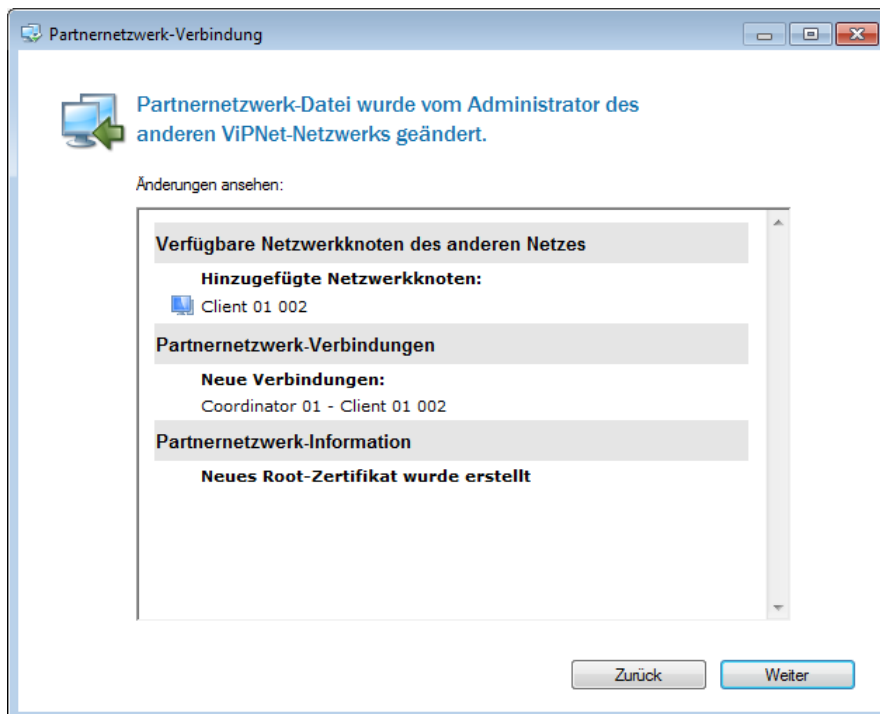 Partnernetzwerk-Verbindung
Partnernetzwerk-Datei wurde vom Administrator des
anderen ViPNet-Netzwerks geändert.
Änderungen ansehen:
Verfügbare Netzwerkknoten des anderen Netzes
Hinzugefügte Netzwerkknoten:
Client 01 002
Partnernetzwerk-Verbindungen
Neue Verbindungen:
Coordinator 01 - Client 01 002
Partnernetzwerk-Information
Neues Root-Zertifikat wurde erstellt
Zurück
Weiter